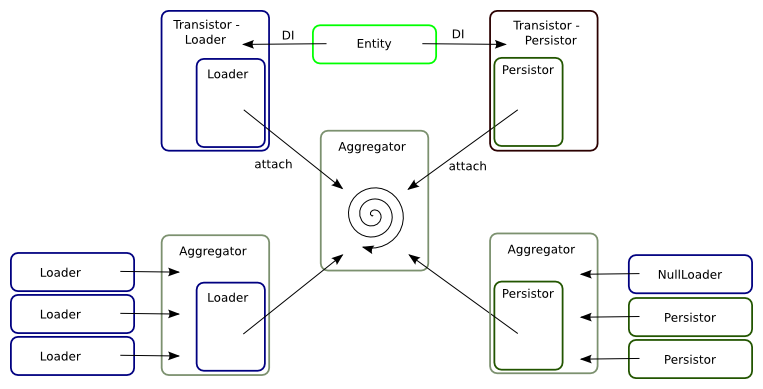 Transistor -
Loader
DI
Entity
DI
Transistor -
Persistor
Loader
Persistor
Aggregator
attach
attach
Aggregator
Aggregator
Loader
Loader
Persistor
NullLoader
Loader
Persistor
Loader
Persistor